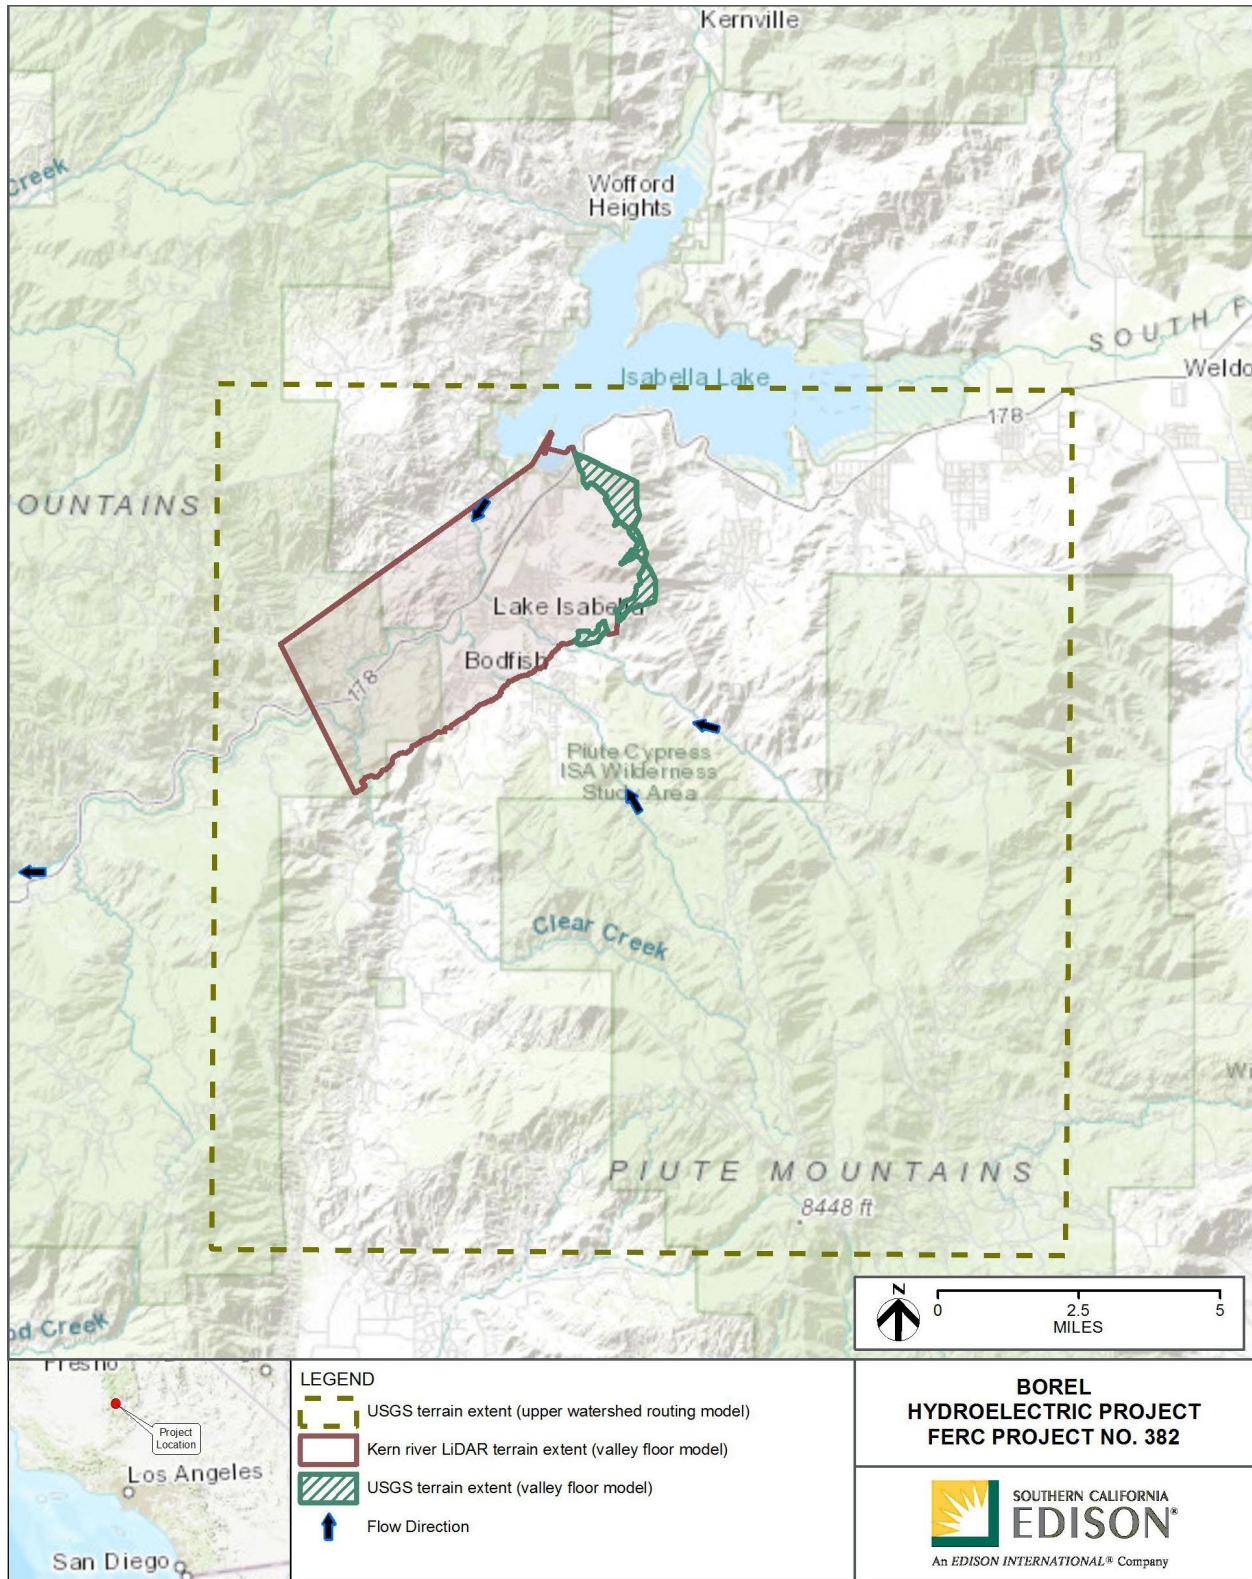 Kernville
Creek
Wofford
Heights
SOUTH F
Weldo
Isabella Lake
178
OUNTAINS
Lake Isabella
Bodfish
178
Piute Cypress
ISA Wilderness
Study Area
Clear Creek
Wi
PIUTE MOUNTAINS
8448 ft
od Creek
N
0 2.5 5
MILES
Fresno
Project
Location
Los Angeles
San Diego
LEGEND
USGS terrain extent (upper watershed routing model)
Kern river LiDAR terrain extent (valley floor model)
USGS terrain extent (valley floor model)
Flow Direction
BOREL
HYDROELECTRIC PROJECT
FERC PROJECT NO. 382
SOUTHERN CALIFORNIA
EDISON®
An EDISON INTERNATIONAL® Company